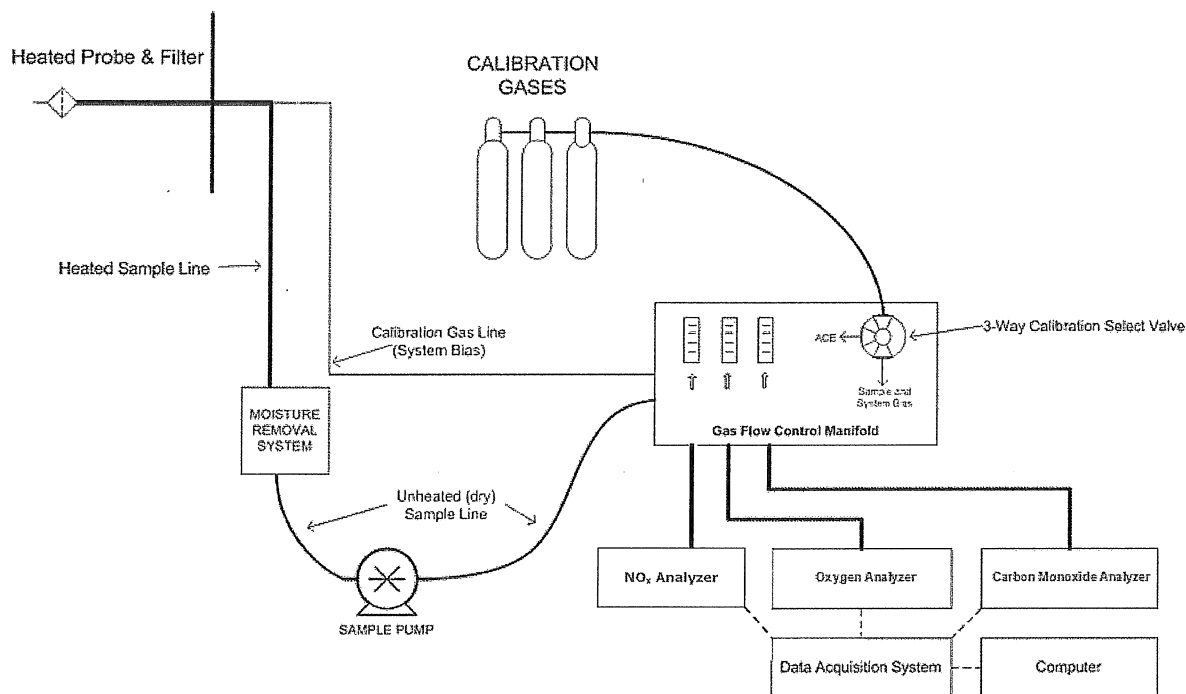 Heated Probe & Filter
CALIBRATION
GASES
Heated Sample Line
Calibration Gas Line
(System Bias)
3-Way Calibration Select Valve
ACE
Sample and
System Bias
Gas Flow Control Manifold
MOISTURE
REMOVAL
SYSTEM
Unheated (dry)
Sample Line
SAMPLE PUMP
NOx Analyzer
Oxygen Analyzer
Carbon Monoxide Analyzer
Data Acquisition System
Computer